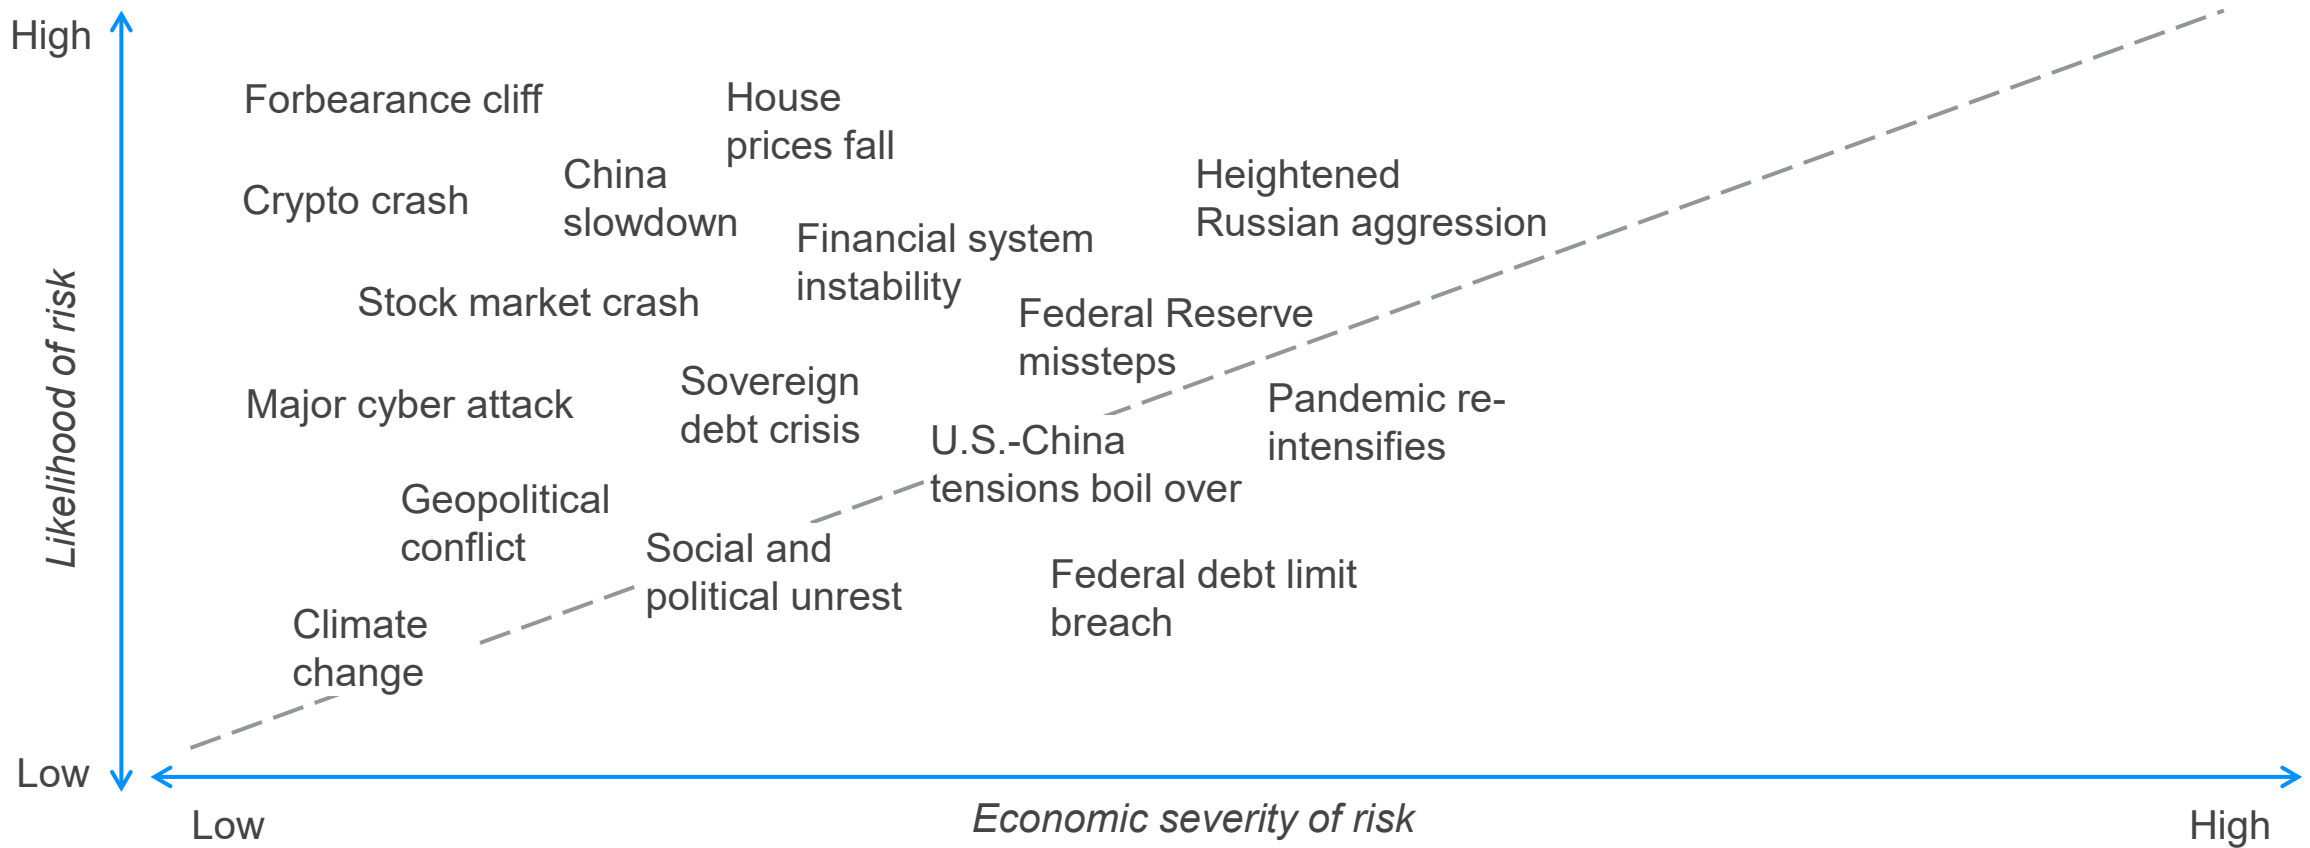 High
Forbearance cliff
House
prices fall
China
slowdown
Heightened
Russian aggression
Crypto crash
Financial system
instability
Stock market crash
Federal Reserve
missteps
Sovereign
debt crisis
Major cyber attack
Pandemic re-
intensifies
U.S.-China
tensions boil over
Geopolitical
conflict
Social and
political unrest
Federal debt limit
breach
Climate
change
Likelihood of risk
Low
Low
Economic severity of risk
High